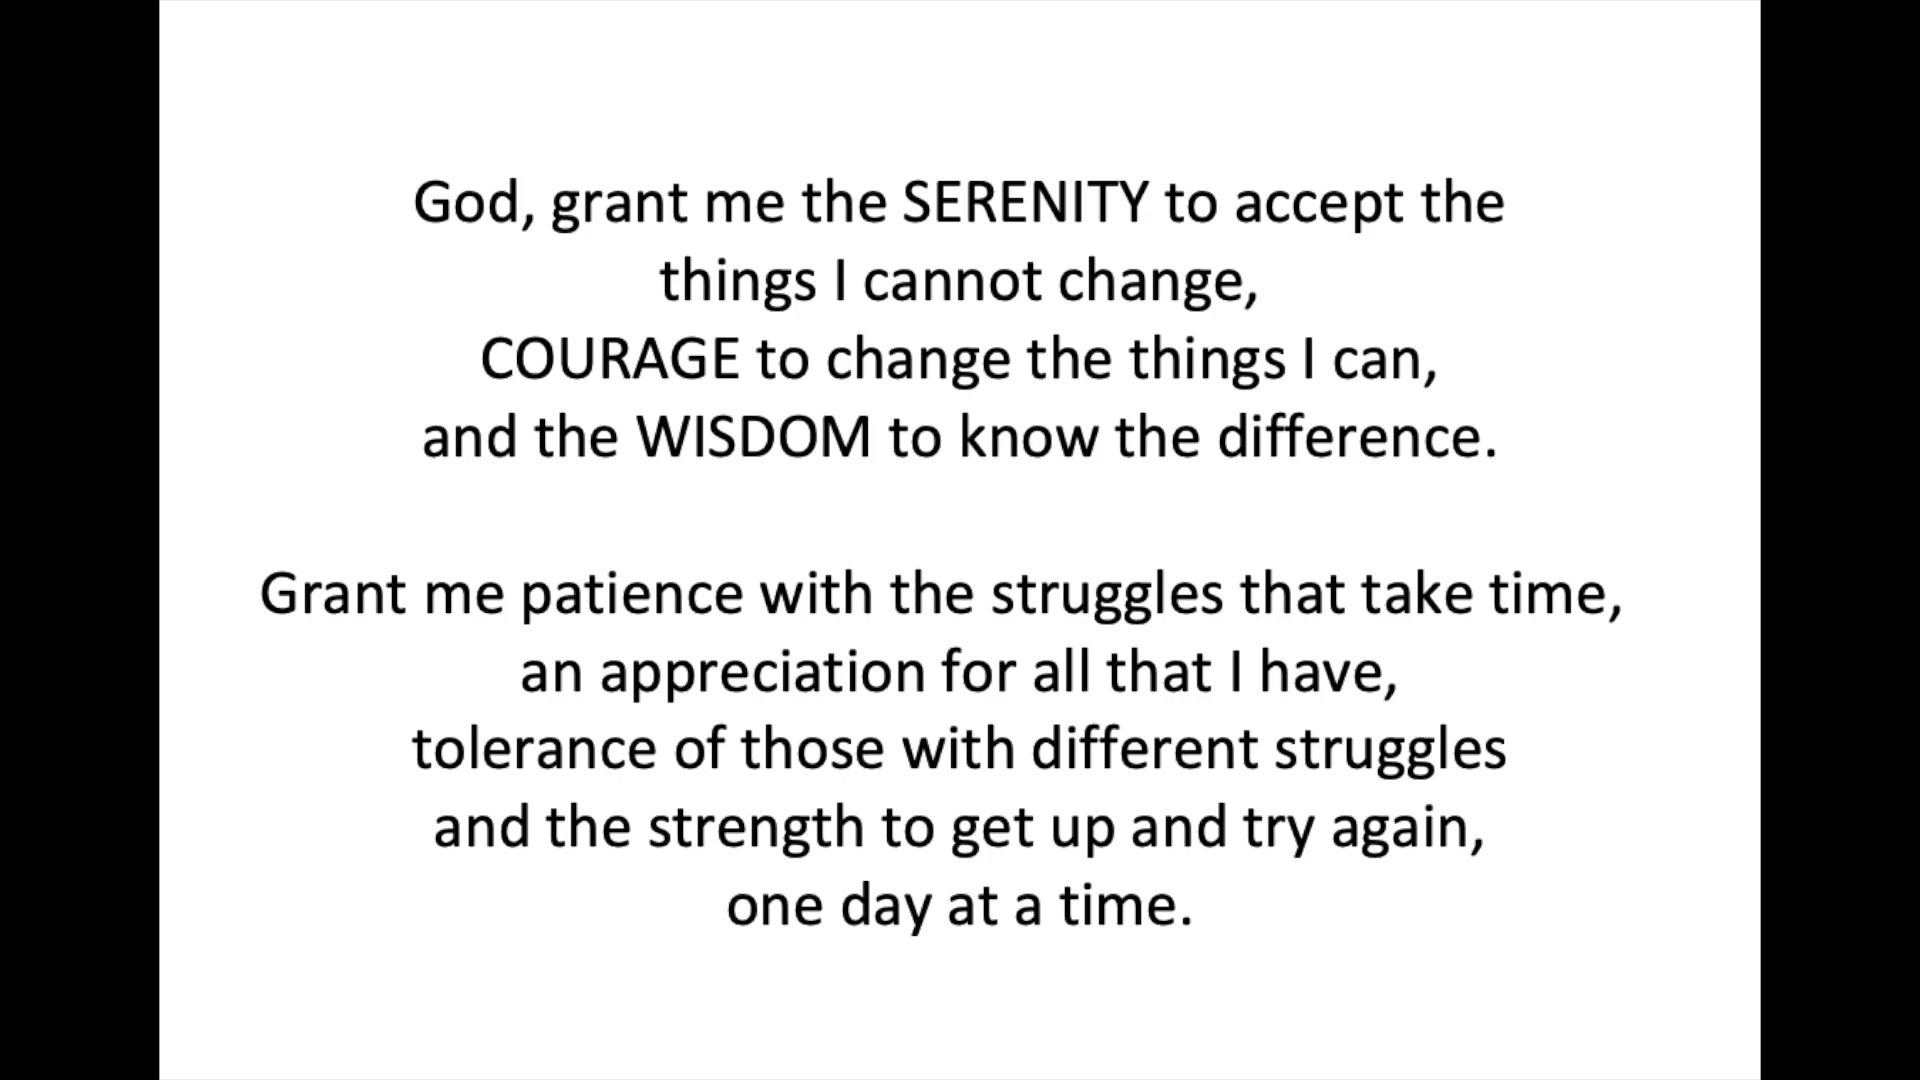 God, grant me the SERENITY to accept the
things I cannot change,
COURAGE to change the things I can,
and the WISDOM to know the difference.
Grant me patience with the struggles that take time,
an appreciation for all that I have,
tolerance of those with different struggles
and the strength to get up and try again,
one day at a time.